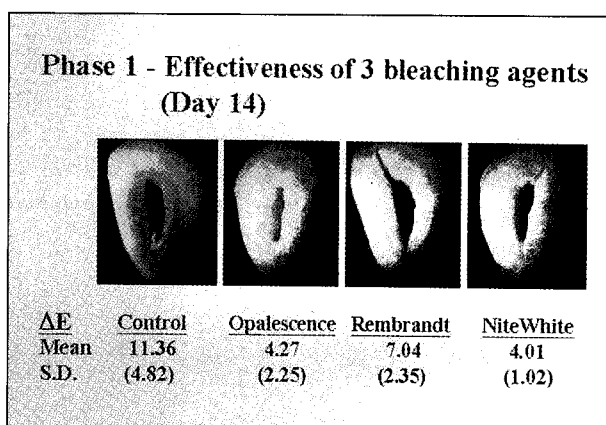 Phase 1 - Effectiveness of 3 bleaching agents
(Day 14)
ΔE Control Opalescence Rembrandt NiteWhite
Mean 11.36 4.27 7.04 4.01
S.D. (4.82) (2.25) (2.35) (1.02)